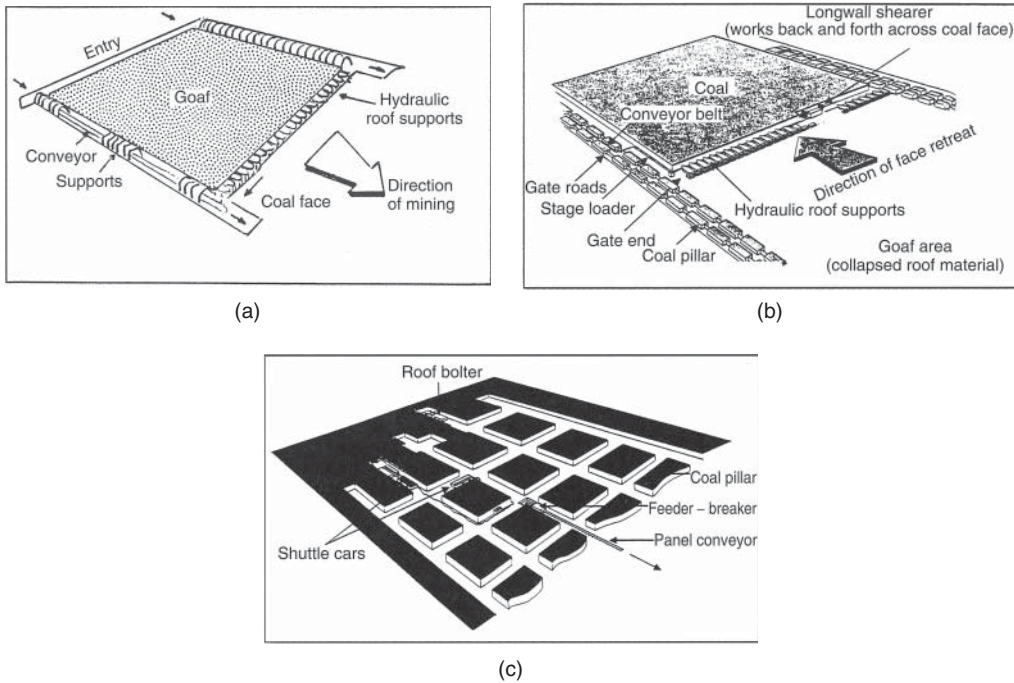 Entry
Goaf
Hydraulic
roof supports
Conveyor
Supports
Coal face
Direction
of mining
(a)
Longwall shearer
(works back and forth across coal face)
Coal
Conveyor belt
Direction of face retreat
Gate roads
Stage loader
Hydraulic roof supports
Gate end
Coal pillar
Goaf area
(collapsed roof material)
(b)
Roof bolter
Coal pillar
Feeder – breaker
Panel conveyor
Shuttle cars
(c)